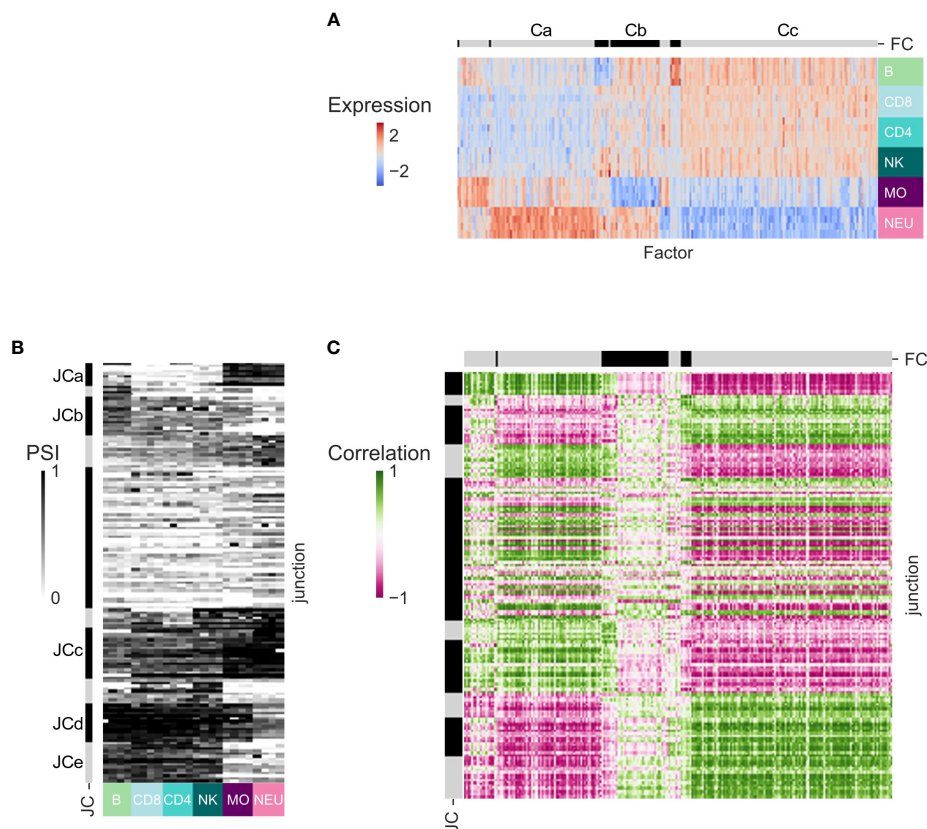 A
Ca
Cb
Cc
FC
Expression
2
−2
B
CD8
CD4
NK
MO
NEU
Factor
B
JCa
JCb
PSI
1
0
JCc
JCd
JCe
JC
junction
B
CD8
CD4
NK
MO
NEU
C
FC
Correlation
1
−1
junction
JC